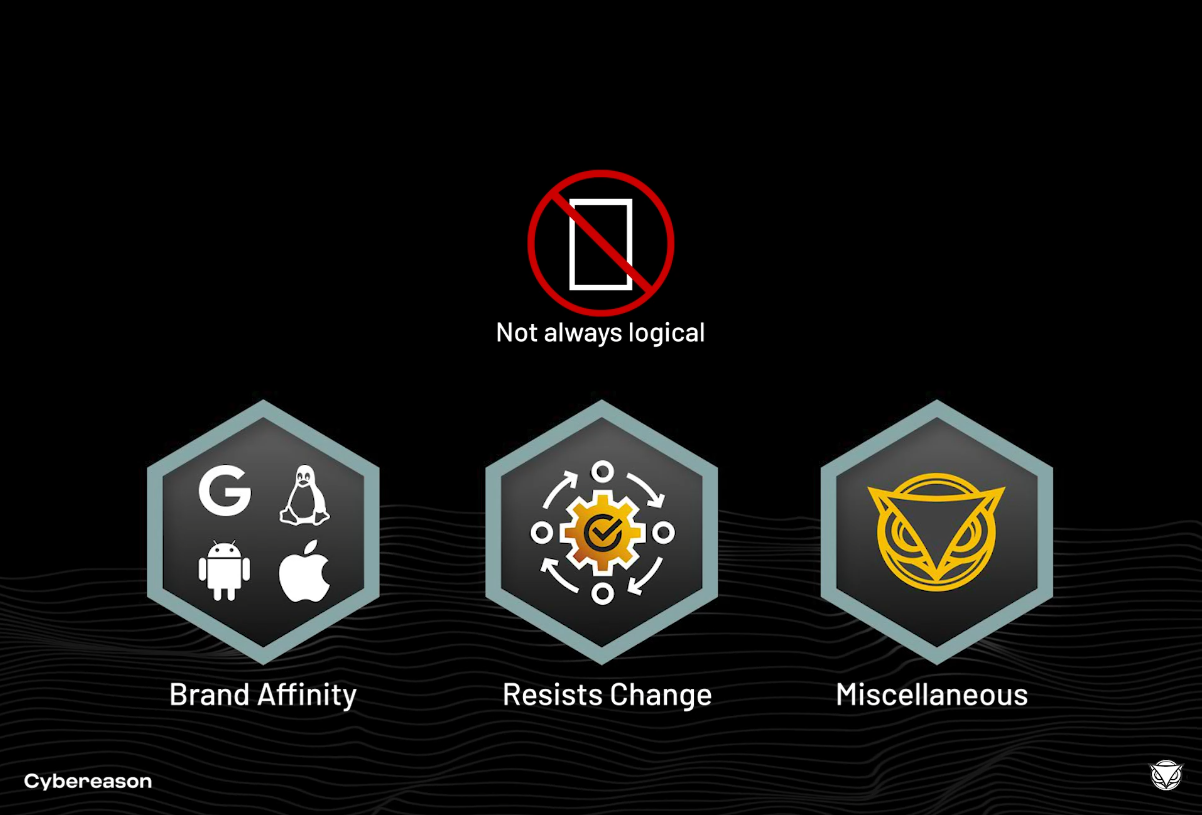 Not always logical
Brand Affinity
Resists Change
Miscellaneous
Cybereason